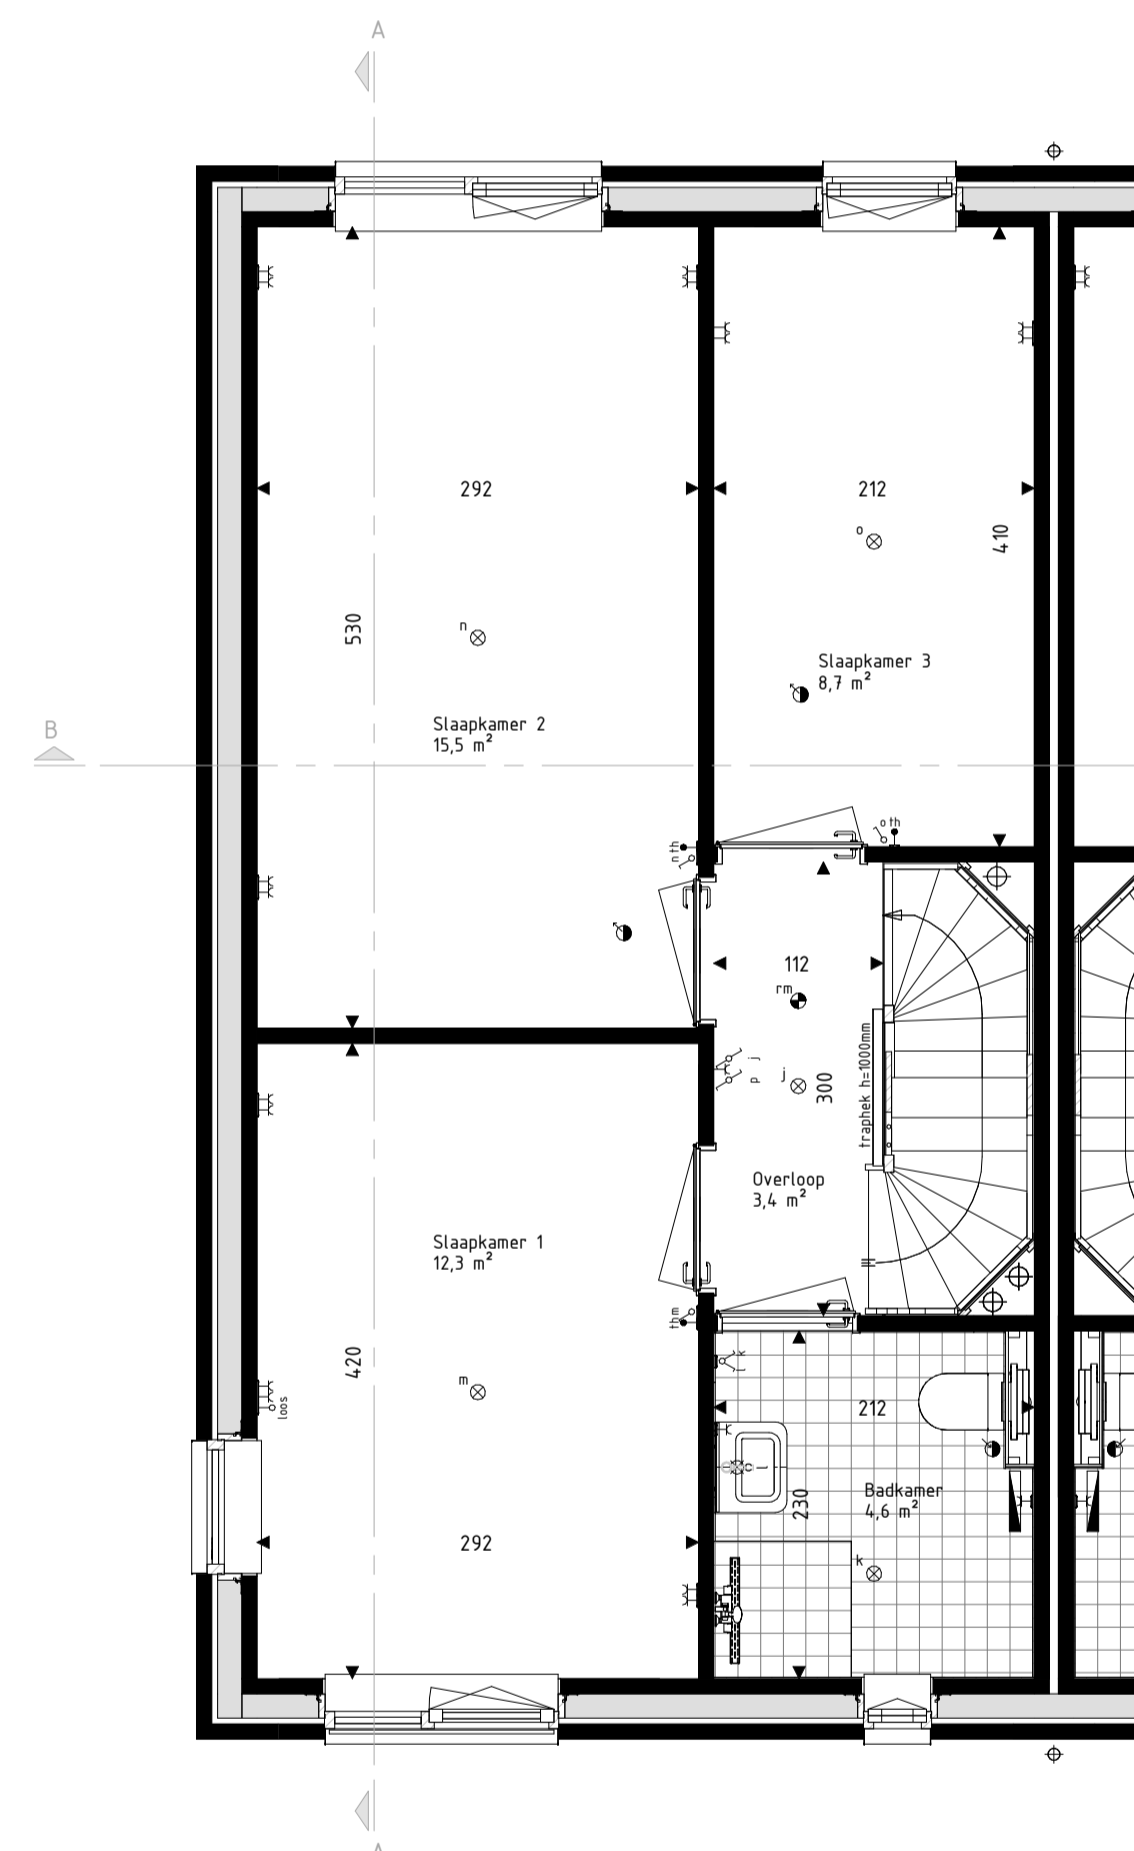 A
292
212
o
410
530
n
Slaapkamer 3
8,7 m²
Slaapkamer 2
15,5 m²
B
o th
n th
112
rm
j
p
j
300
traphek h=1000mm
Overloop
3,4 m²
Slaapkamer 1
12,3 m²
th m
k
l
420
m
loos
212
l
Badkamer
4,6 m²
230
292
k
A